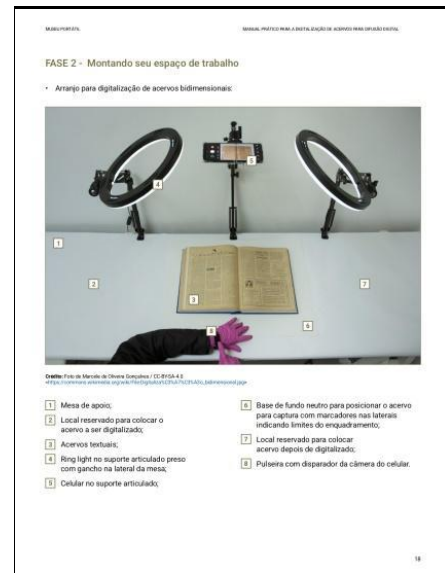 MUSEU PORTÁTIL
MANUAL PRÁTICO PARA A DIGITALIZAÇÃO DE ACERVOS PARA DIFUSÃO DIGITAL
FASE 2 - Montando seu espaço de trabalho
• Arranjo para digitalização de acervos bidimensionais:
4
5
1
2
3
7
6
8
Crédito: Foto de Marcelo de Oliveira Gonçalves / CC-BY-SA-4.0
1 Mesa de apoio;
2 Local reservado para colocar o
acervo a ser digitalizado;
3 Acervos textuais;
4 Ring light no suporte articulado preso
com gancho na lateral da mesa;
5 Celular no suporte articulado;
6 Base de fundo neutro para posicionar o acervo
para captura com marcadores nas laterais
indicando limites do enquadramento;
7 Local reservado para colocar
acervo depois de digitalizado;
8 Pulseira com disparador da câmera do celular.
18